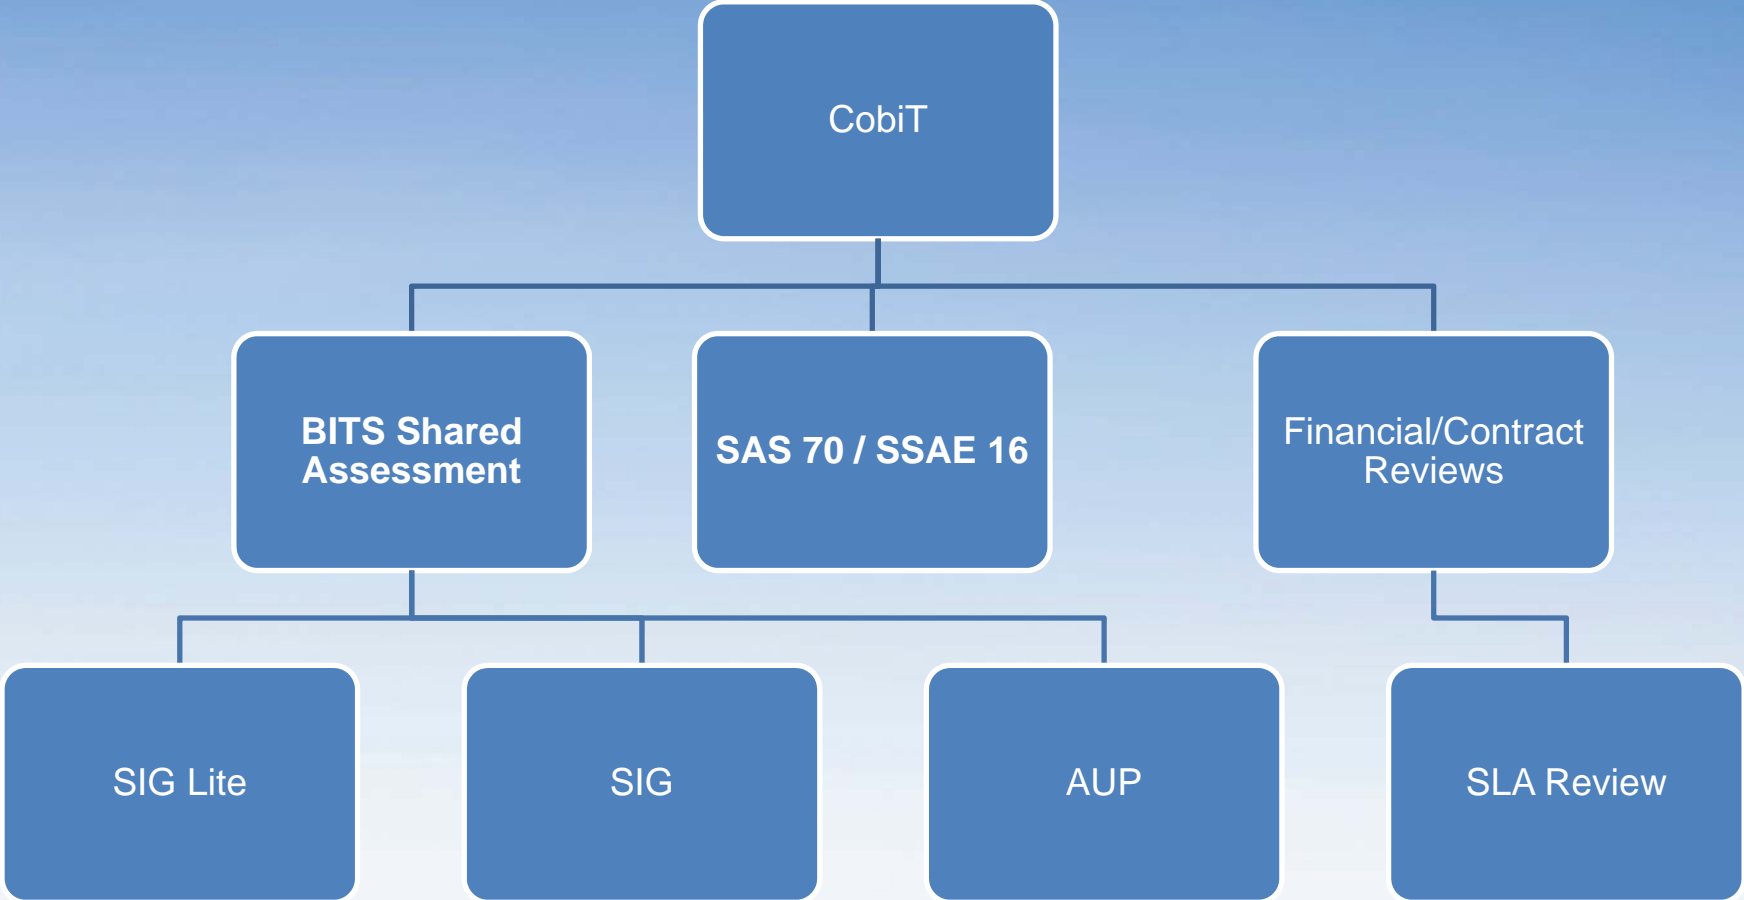 CobiT
BITS Shared
Assessment
SAS 70 / SSAE 16
Financial/Contract
Reviews
SIG Lite
SIG
AUP
SLA Review